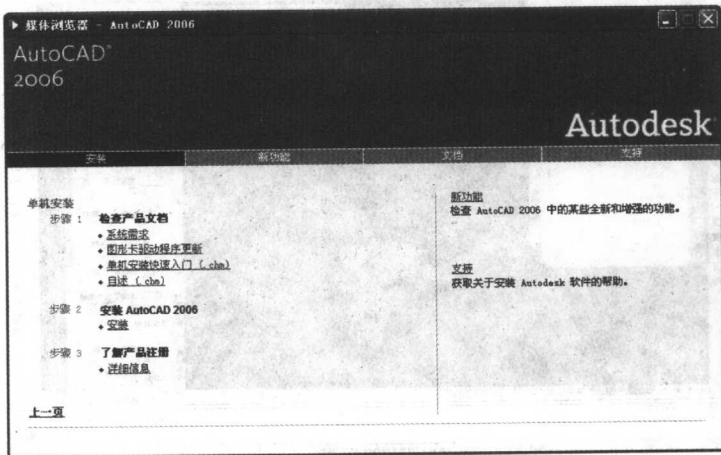 媒体浏览器 - AutoCAD 2006
AutoCAD®
2006
Autodesk
安装
新功能
文档
支持
单机安装
步骤 1 检查产品文档
• 系统需求
• 图形卡驱动程序更新
• 单机安装快速入门 (.chm)
• 自述 (.chm)
步骤 2 安装 AutoCAD 2006
• 安装
步骤 3 了解产品注册
• 详细信息
上一页
新功能
检查 AutoCAD 2006 中的某些全新和增强的功能。
支持
获取关于安装 Autodesk 软件的帮助。